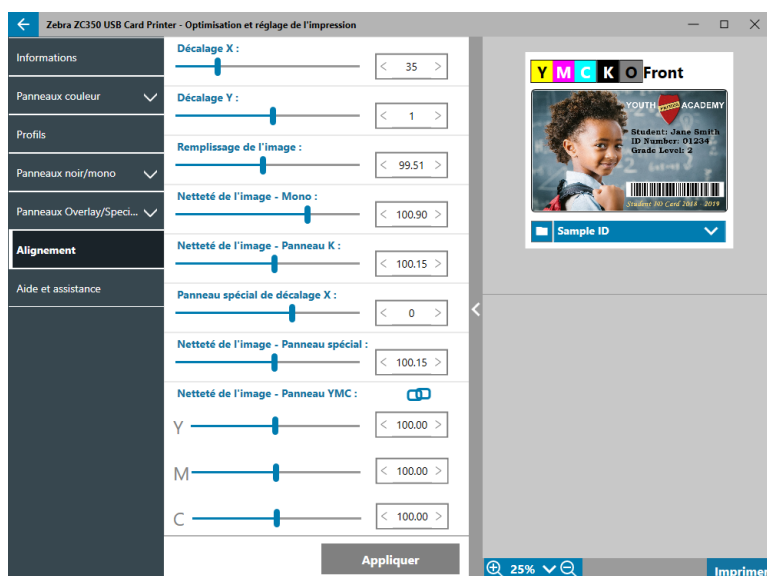 Zebra ZC350 USB Card Printer - Optimisation et réglage de l'impression
Informations
Panneaux couleur
Profils
Panneaux noir/mono
Panneaux Overlay/Speci...
Alignement
Aide et assistance
Décalage X :
35
Décalage Y :
1
Remplissage de l'image :
99.51
Netteté de l'image - Mono :
100.90
Netteté de l'image - Panneau K :
100.15
Panneau spécial de décalage X :
0
Netteté de l'image - Panneau spécial :
100.15
Netteté de l'image - Panneau YMC :
Y
100.00
M
100.00
C
100.00
Appliquer
Y M C K O Front
YOUTH ACADEMY
Student: Jane Smith
ID Number: 01234
Grade Level: 2
Student ID Card 2018 - 2019
Sample ID
25%
Imprimer